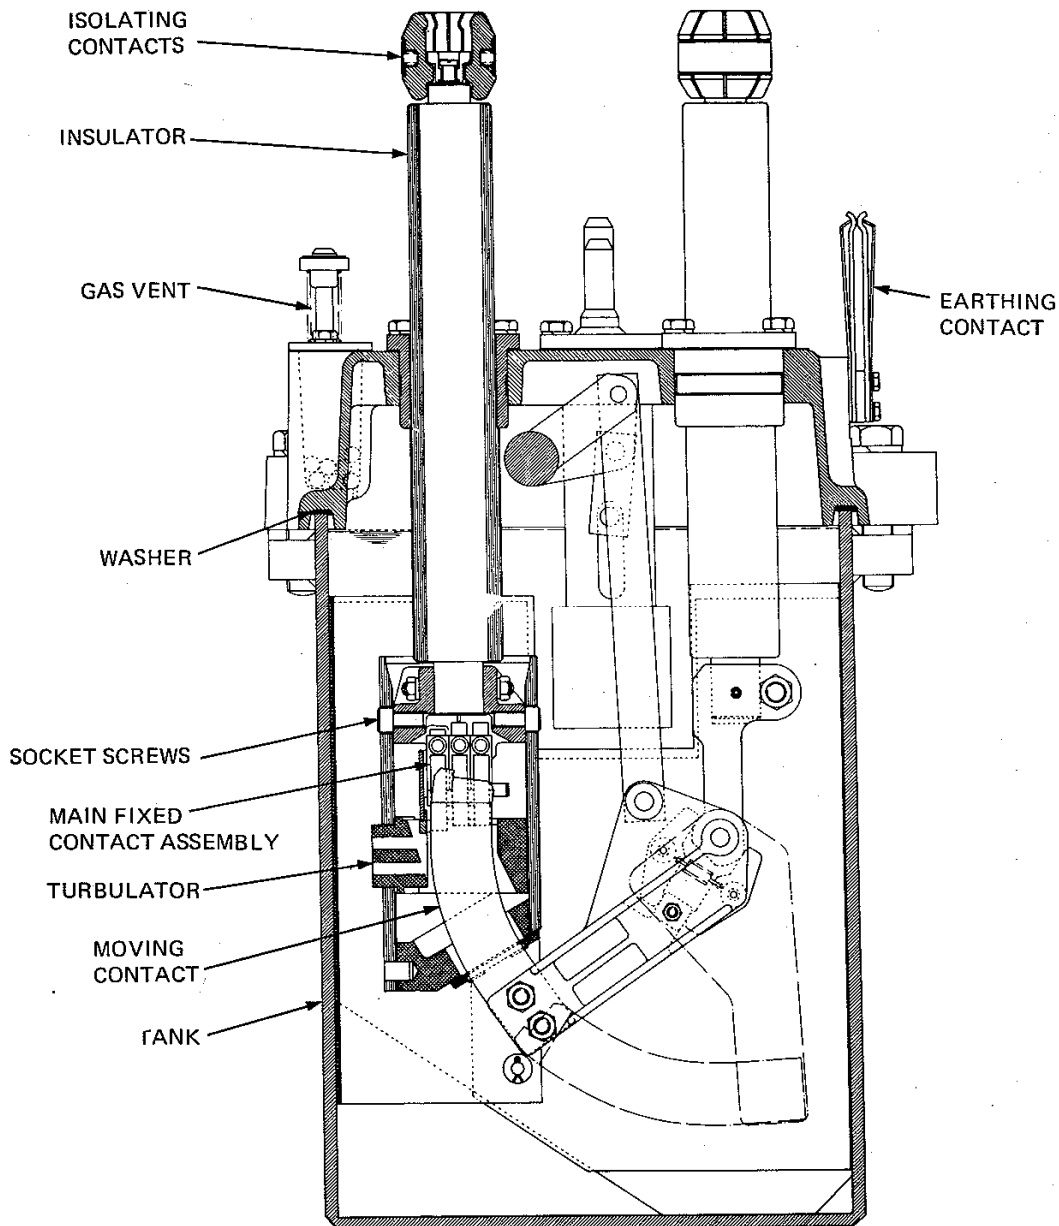 ISOLATING
CONTACTS
INSULATOR
GAS VENT
EARTHING
CONTACT
WASHER
SOCKET SCREWS
MAIN FIXED
CONTACT ASSEMBLY
TURBULATOR
MOVING
CONTACT
TANK